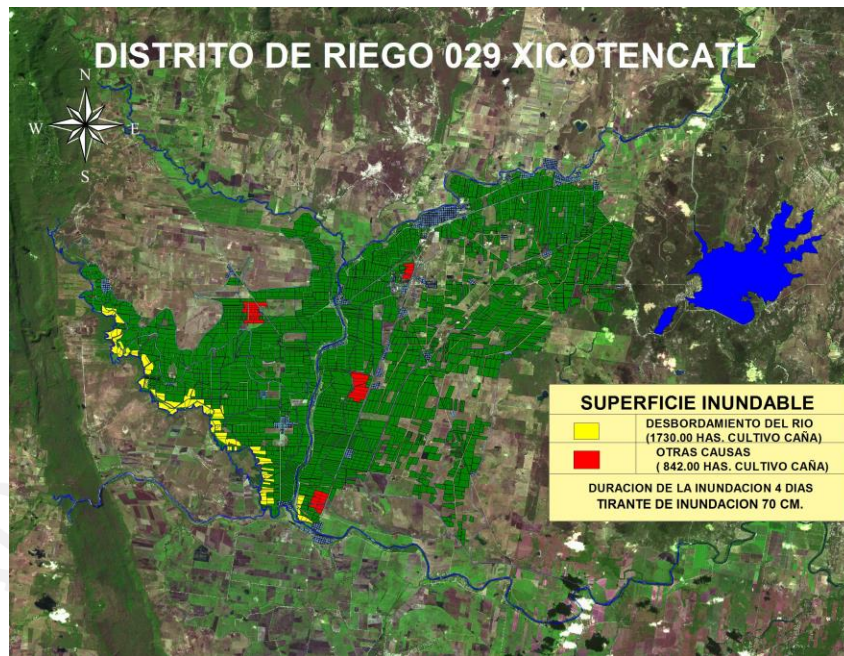 DISTRITO DE RIEGO 029 XICOTENCATL
N
W E
S
SUPERFICIE INUNDABLE
DESBORDAMIENTO DEL RIO
(1730.00 HAS. CULTIVO CAÑA)
OTRAS CAUSAS
( 842.00 HAS. CULTIVO CAÑA)
DURACION DE LA INUNDACION 4 DIAS
TIRANTE DE INUNDACION 70 CM.